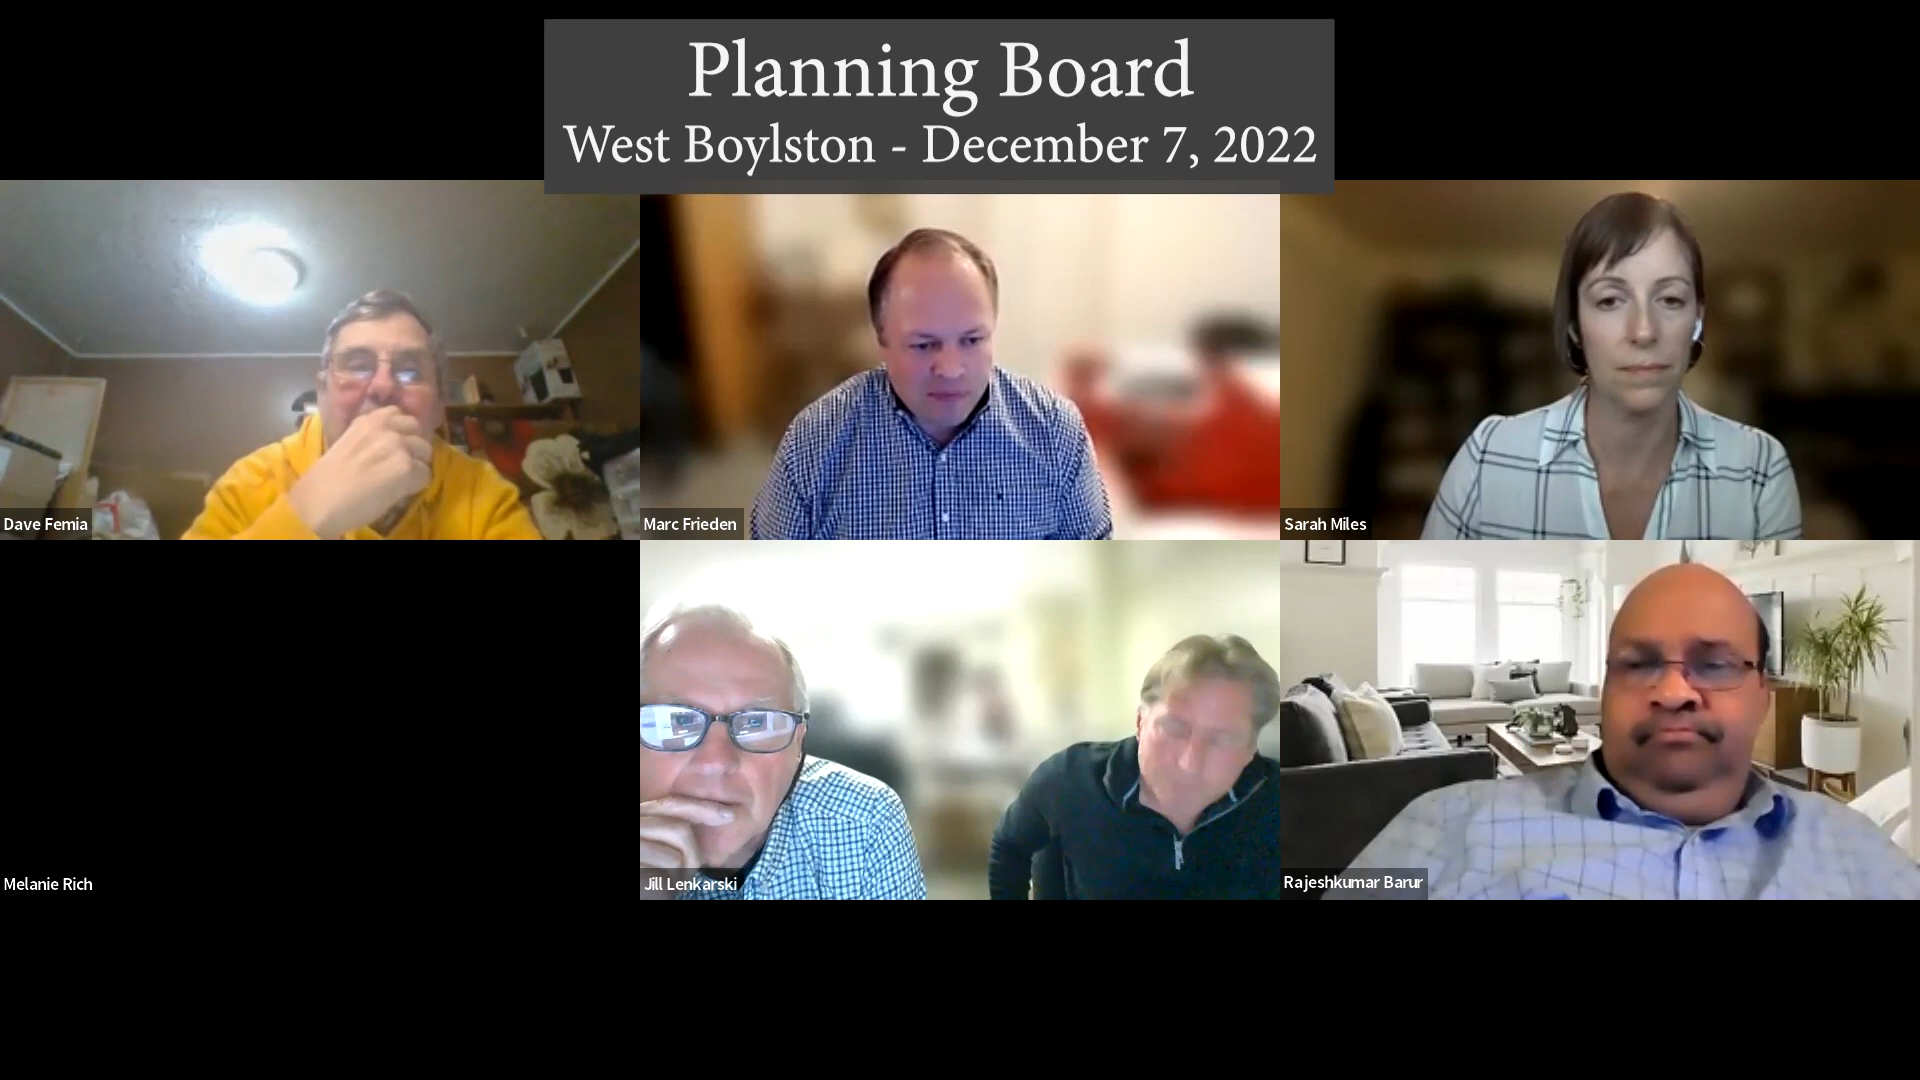 Planning Board
West Boylston - December 7, 2022
Dave Femia
Marc Frieden
Sarah Miles
Melanie Rich
Jill Lenkarski
Rajeshkumar Barur